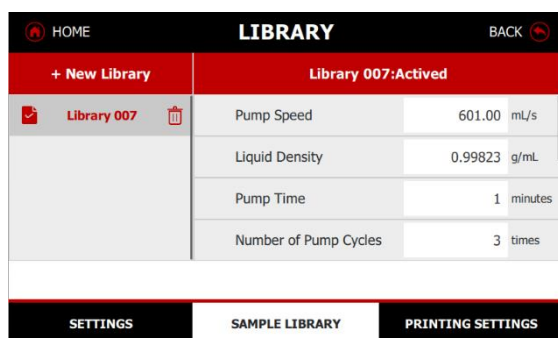 HOME
LIBRARY
BACK
+ New Library
Library 007:Actived
Library 007
Pump Speed 601.00 mL/s
Liquid Density 0.99823 g/mL
Pump Time 1 minutes
Number of Pump Cycles 3 times
SETTINGS
SAMPLE LIBRARY
PRINTING SETTINGS